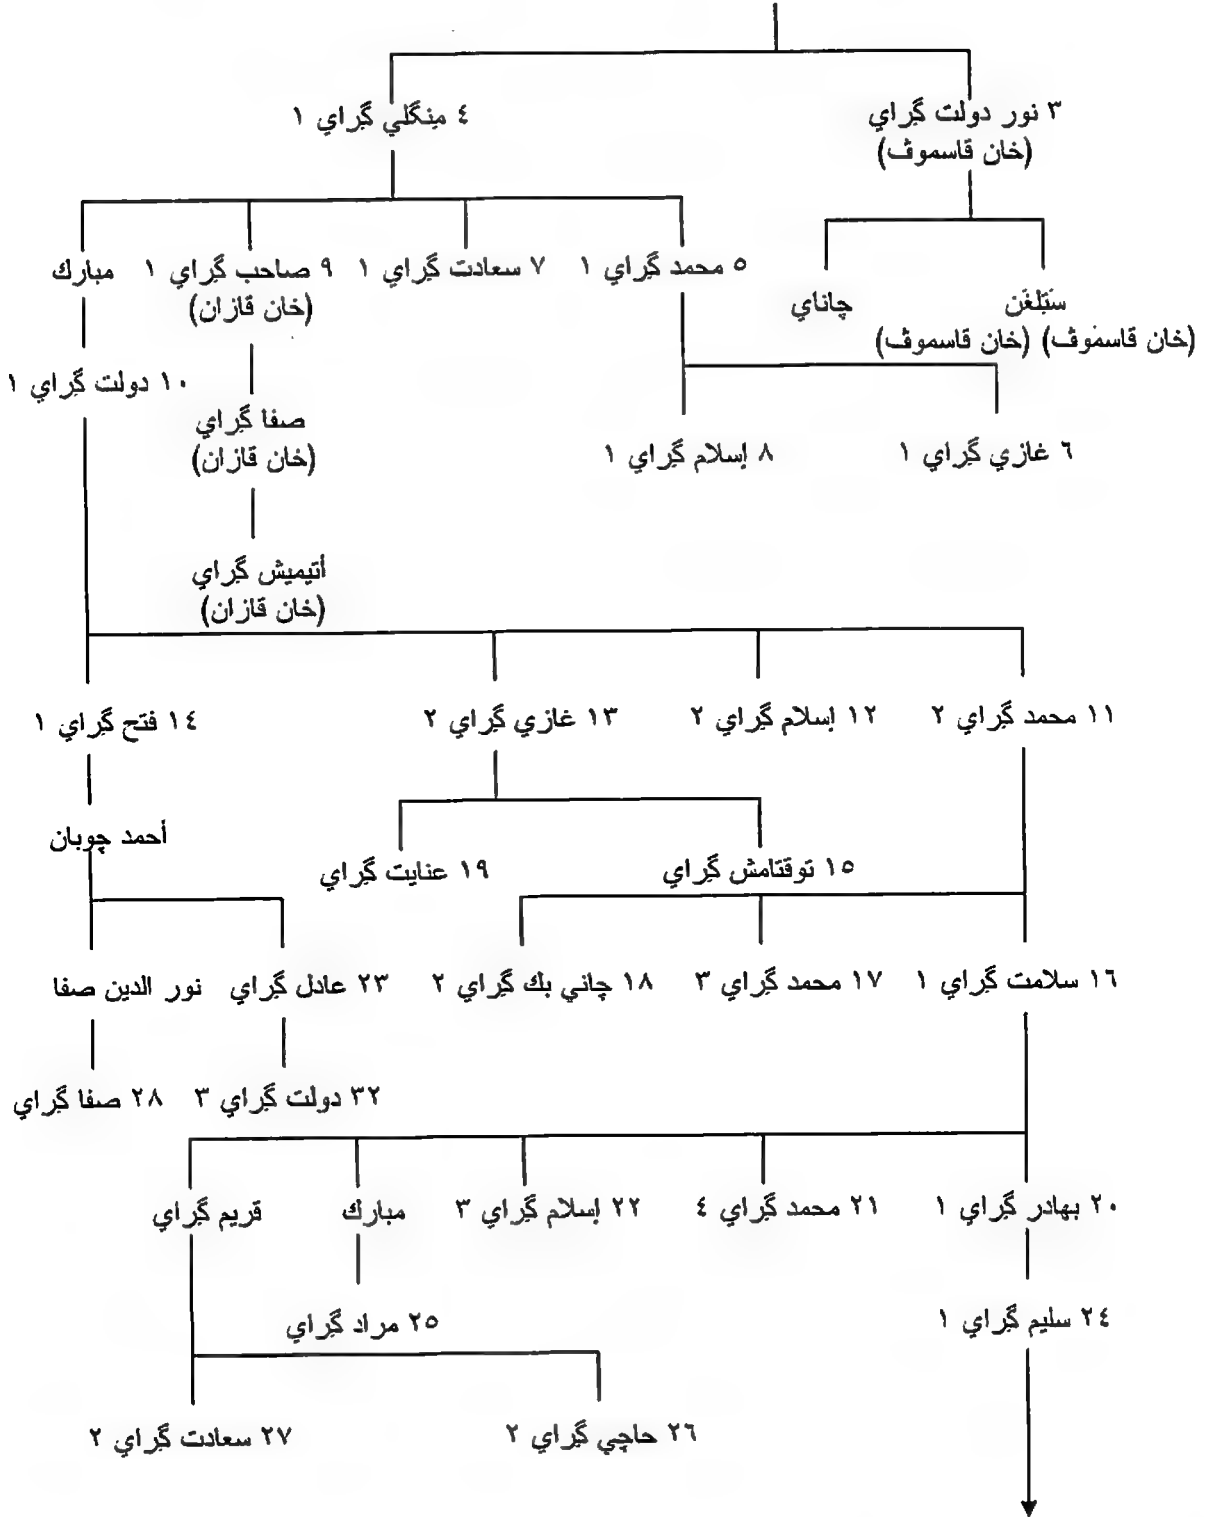 ٣ نور دولت گراي
(خان قاسموڤ)
٤ منگلي گراي ١
٥ محمد گراي ١
٧ سعادت گراي ١
٩ صاحب گراي ١
(خان قازان)
مبارك
سَتِلغَن
(خان قاسموڤ)
چاناي
(خان قاسموڤ)
١٠ دولت گراي ١
صفا گراي
(خان قازان)
٦ غازي گراي ١
٨ إسلام گراي ١
أتيميش گراي
(خان قازان)
١١ محمد گراي ٢
١٢ إسلام گراي ٢
١٣ غازي گراي ٢
١٤ فتح گراي ١
أحمد چوبان
١٥ توقتامش گراي
١٩ عنايت گراي
١٦ سلامت گراي ١
١٧ محمد گراي ٣
١٨ چاني بك گراي ٢
٢٣ عادل گراي
نور الدين صفا
٣٢ دولت گراي ٣
٢٨ صفا گراي
٢٠ بهادر گراي ١
٢١ محمد گراي ٤
٢٢ إسلام گراي ٣
مبارك
قريم گراي
٢٤ سليم گراي ١
٢٥ مراد گراي
٢٦ حاچي گراي ٢
٢٧ سعادت گراي ٢